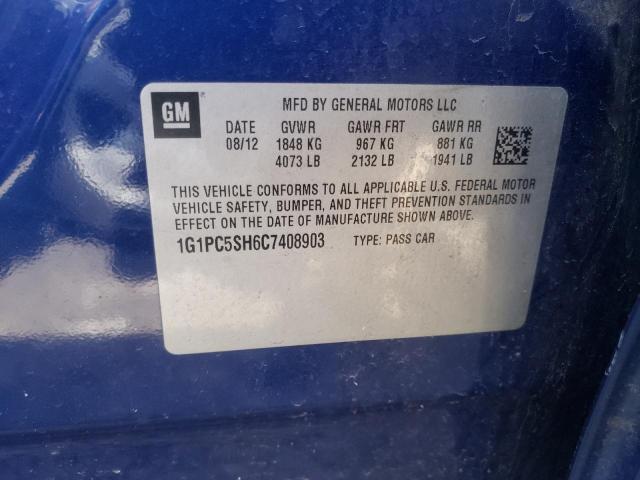 GM
MFD BY GENERAL MOTORS LLC
DATE GVWR GAWR FRT GAWR RR
08/12 1848 KG 967 KG 881 KG
4073 LB 2132 LB 1941 LB
THIS VEHICLE CONFORMS TO ALL APPLICABLE U.S. FEDERAL MOTOR
VEHICLE SAFETY, BUMPER, AND THEFT PREVENTION STANDARDS IN
EFFECT ON THE DATE OF MANUFACTURE SHOWN ABOVE.
1G1PC5SH6C7408903 TYPE: PASS CAR